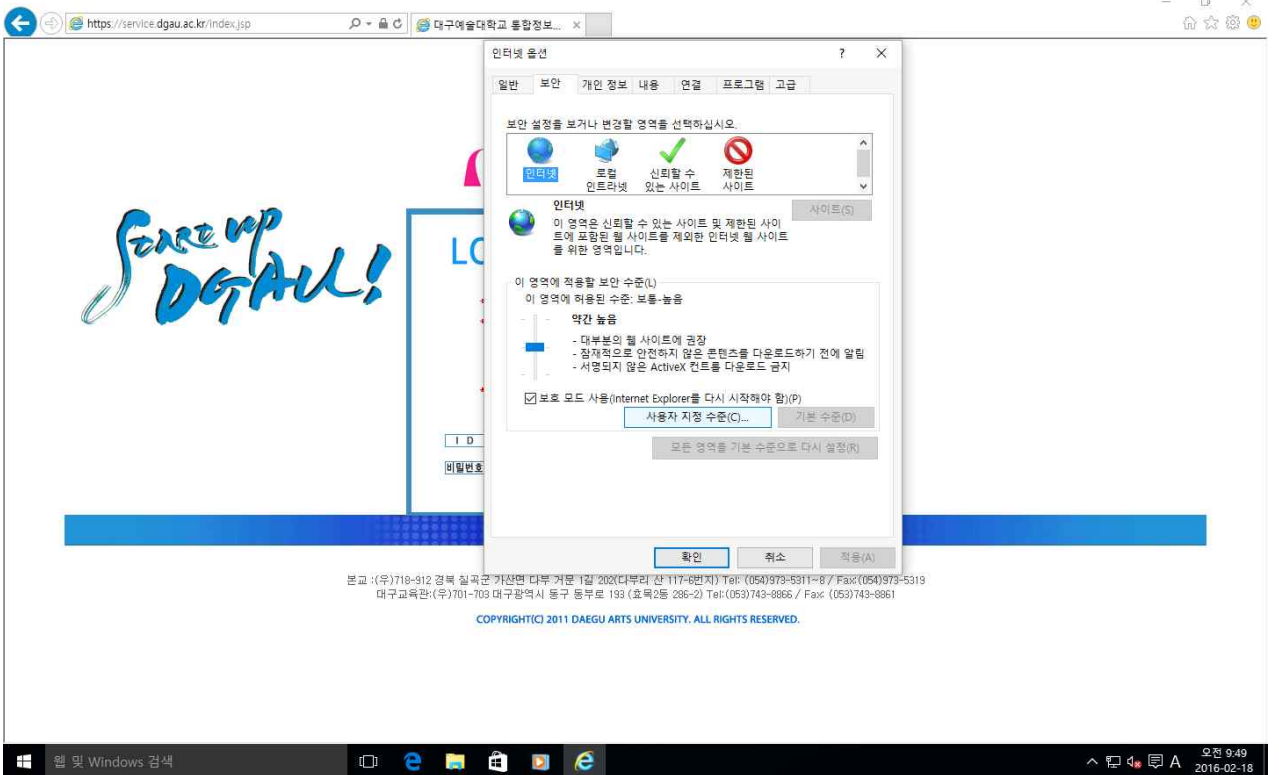 https://service.dgau.ac.kr/index.jsp
대구예술대학교 통합정보...
인터넷 옵션
일반 보안 개인 정보 내용 연결 프로그램 고급
보안 설정을 보거나 변경할 영역을 선택하십시오.
인터넷
로컬 인트라넷
신뢰할 수 있는 사이트
제한된 사이트
인터넷
사이트(S)
이 영역은 신뢰할 수 있는 사이트 및 제한된 사이
트에 포함된 웹 사이트를 제외한 인터넷 웹 사이트
를 위한 영역입니다.
이 영역에 적용할 보안 수준(L)
이 영역에 허용된 수준: 보통-높음
약간 높음
- 대부분의 웹 사이트에 권장
- 잠재적으로 안전하지 않은 콘텐츠를 다운로드하기 전에 알림
- 서명되지 않은 ActiveX 컨트롤 다운로드 금지
보호 모드 사용(Internet Explorer를 다시 시작해야 함)(P)
사용자 지정 수준(C)... 기본 수준(D)
모든 영역을 기본 수준으로 다시 설정(R)
확인 취소 적용(A)
START UP
DGAU!
LO
I D
비밀번호
본교 :(우)718-912 경북 칠곡군 가산면 다부 거문 1길 202(다부리 산 117-6번지) Tel: (054)973-5311~8 / Fax:(054)973-5319
대구교육관:(우)701-703 대구광역시 동구 동부로 193 (효목2동 286-2) Tel:(053)743-8866 / Fax: (053)743-8861
COPYRIGHT(C) 2011 DAEGU ARTS UNIVERSITY. ALL RIGHTS RESERVED.
웹 및 Windows 검색
A
오전 9:49
2016-02-18